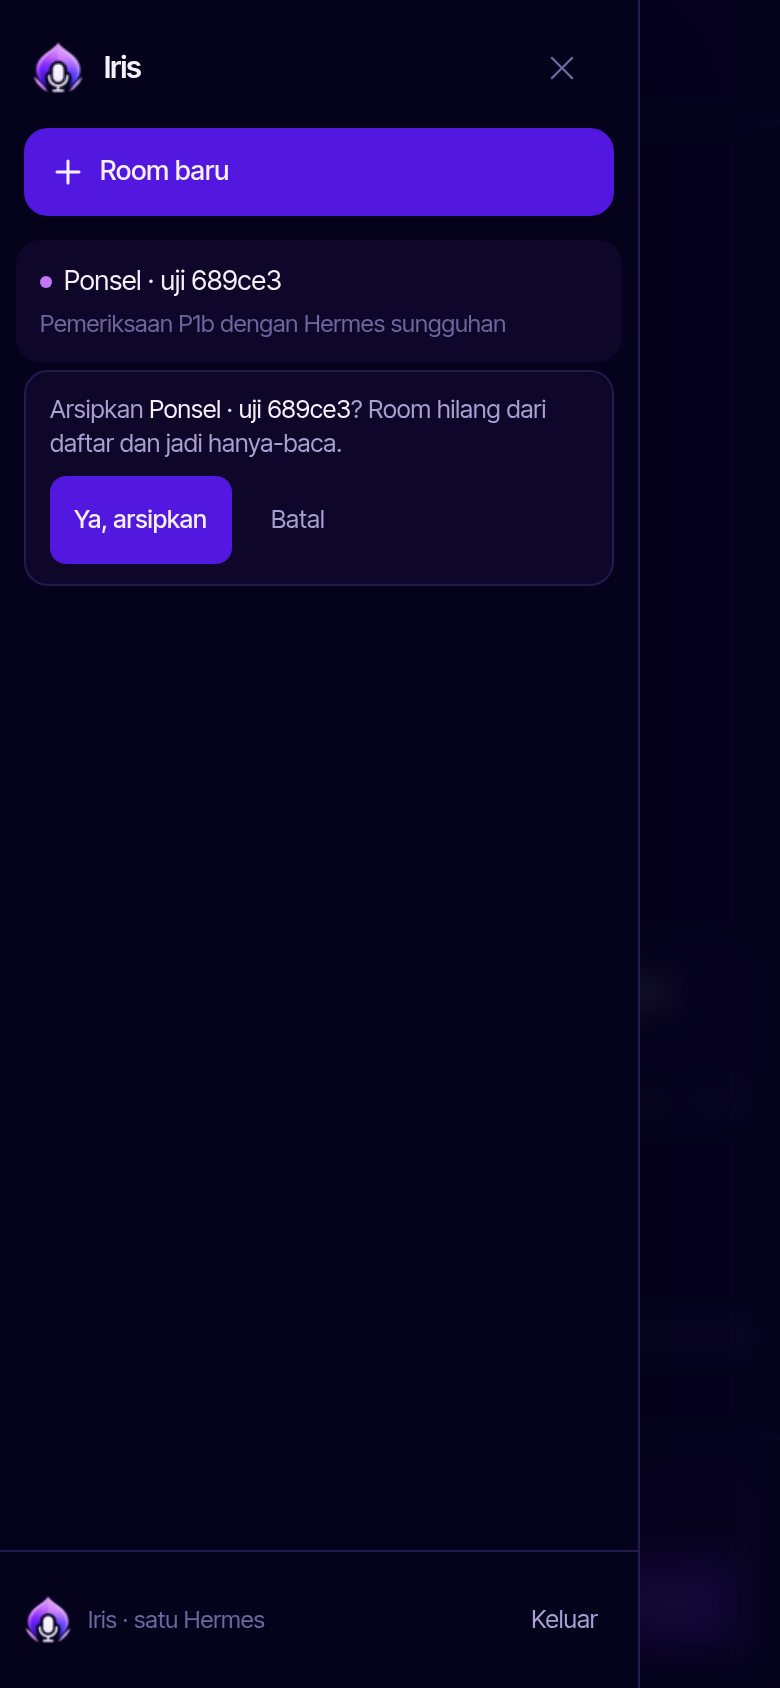 Iris
Room baru
Ponsel · uji 689ce3
Pemeriksaan P1b dengan Hermes sungguhan
Arsipkan Ponsel · uji 689ce3? Room hilang dari
daftar dan jadi hanya-baca.
Ya, arsipkan
Batal
Iris · satu Hermes
Keluar